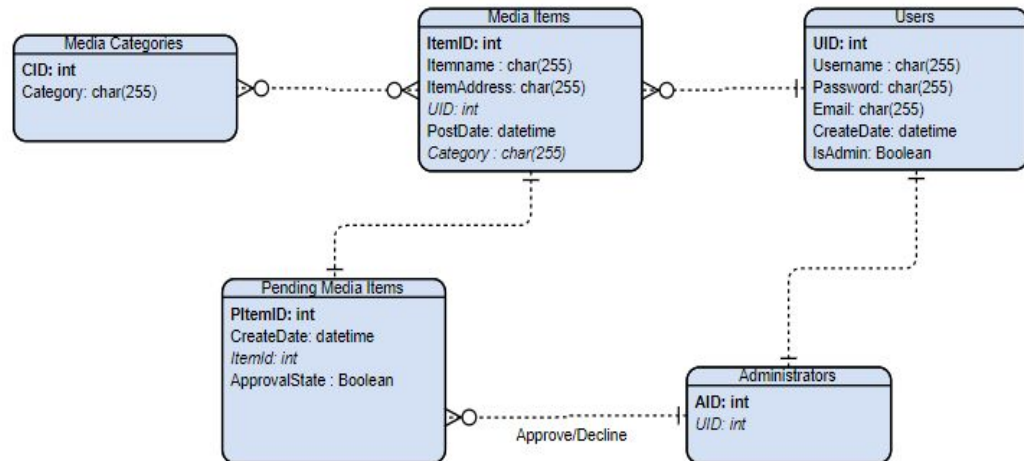 Media Categories
CID: int
Category: char(255)
Media Items
ItemID: int
Itemname : char(255)
ItemAddress: char(255)
UID: int
PostDate: datetime
Category : char(255)
Users
UID: int
Username : char(255)
Password: char(255)
Email: char(255)
CreateDate: datetime
IsAdmin: Boolean
Pending Media Items
PItemID: int
CreateDate: datetime
ItemId: int
ApprovalState : Boolean
Approve/Decline
Administrators
AID: int
UID: int